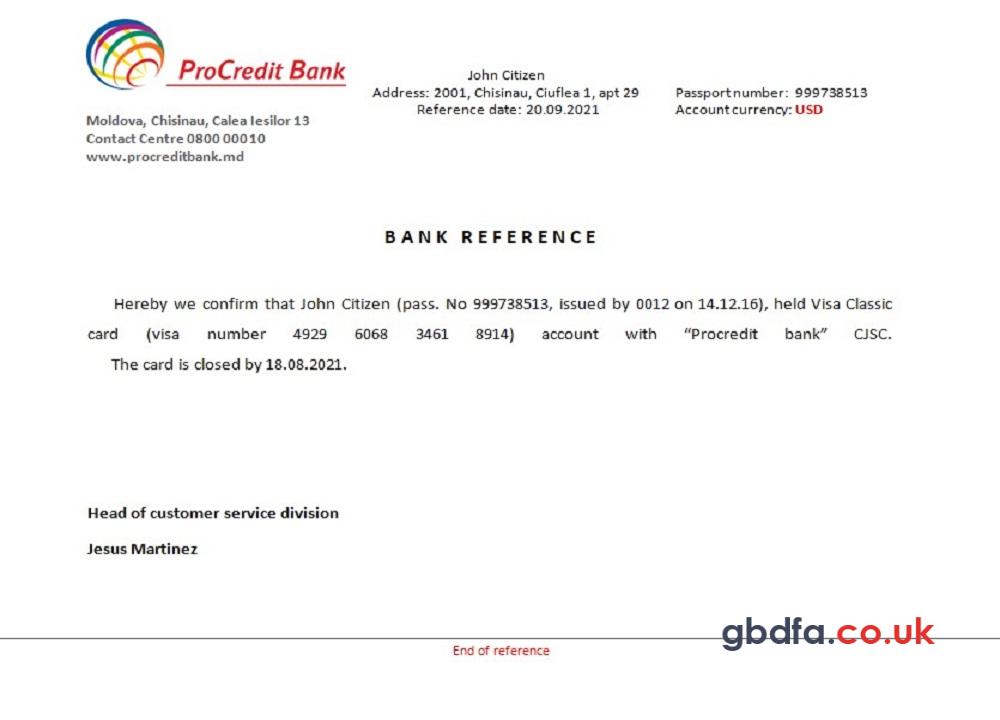 ProCredit Bank
Moldova, Chisinau, Calea Iesilor 13
Contact Centre 0800 00010
www.procreditbank.md
John Citizen
Address: 2001, Chisinau, Ciuflea 1, apt 29
Reference date: 20.09.2021
Passport number: 999738513
Account currency: USD
BANK REFERENCE
Hereby we confirm that John Citizen (pass. No 999738513, issued by 0012 on 14.12.16), held Visa Classic
card (visa number 4929 6068 3461 8914) account with “Procredit bank” CJSC.
The card is closed by 18.08.2021.
Head of customer service division
Jesus Martinez
gbdfa.co.uk
End of reference